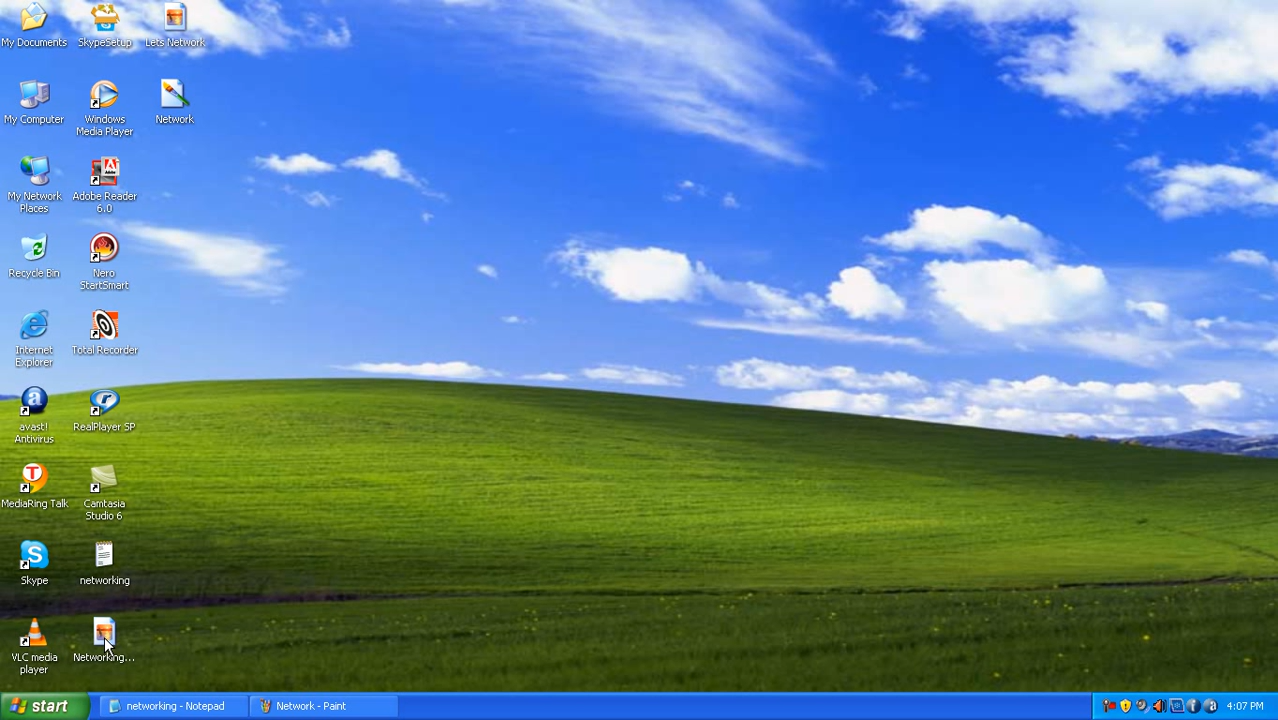 My Documents
SkypeSetup
Lets Network
My Computer
Windows
Media Player
Network
My Network
Places
Adobe Reader
6.0
Recycle Bin
Nero
StartSmart
Internet
Explorer
Total Recorder
avast!
Antivirus
RealPlayer SP
MediaRing Talk
Camtasia
Studio 6
Skype
networking
VLC media
player
Networking...
start
networking - Notepad
Network - Paint
4:07 PM